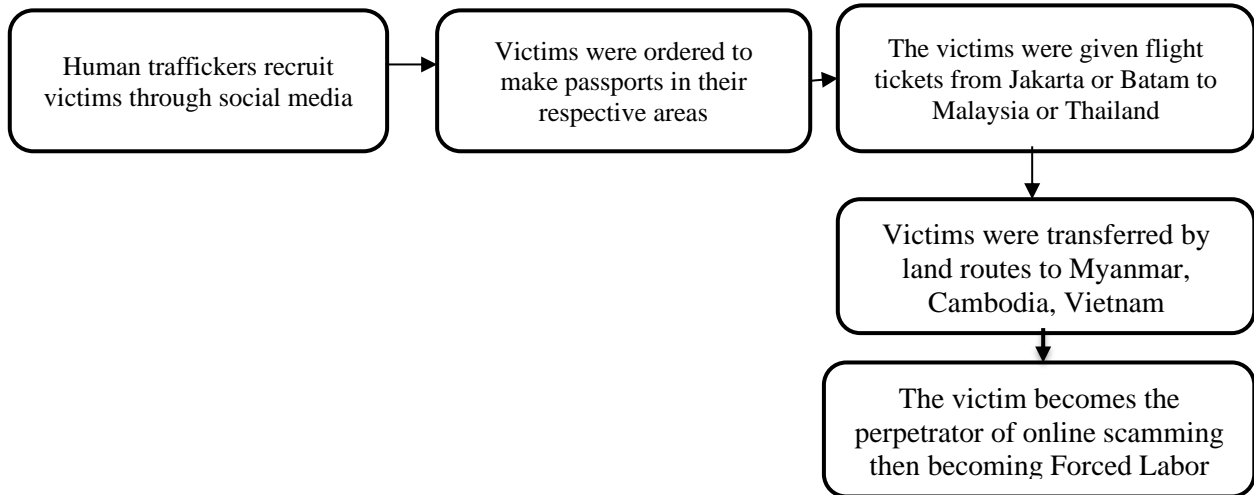 Human traffickers recruit
victims through social media
Victims were ordered to
make passports in their
respective areas
The victims were given flight
tickets from Jakarta or Batam to
Malaysia or Thailand
Victims were transferred by
land routes to Myanmar,
Cambodia, Vietnam
The victim becomes the
perpetrator of online scamming
then becoming Forced Labor